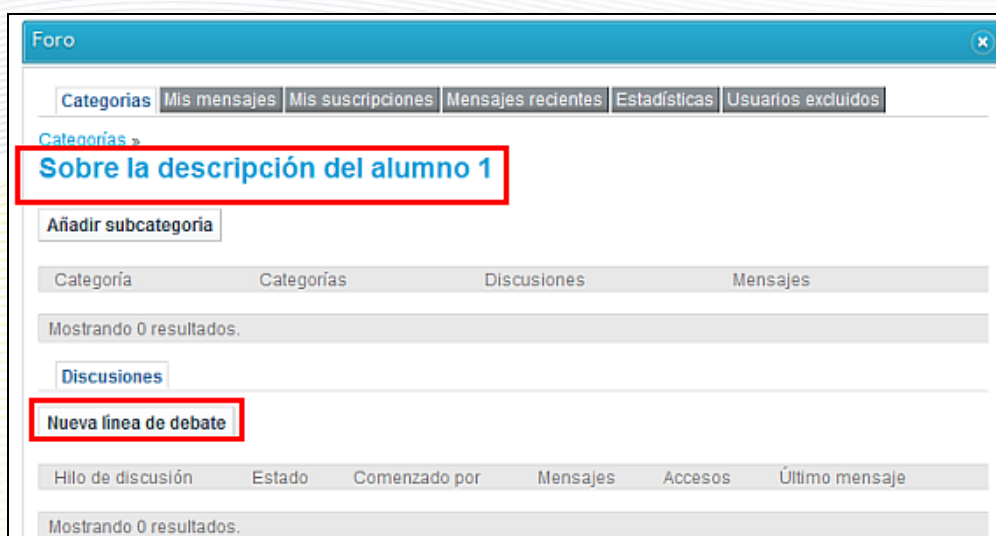 Foro
Categorias Mis mensajes Mis suscripciones Mensajes recientes Estadísticas Usuarios excluidos
Categorías »
Sobre la descripción del alumno 1
Añadir subcategoria
Categoría Categorías Discusiones Mensajes
Mostrando 0 resultados.
Discusiones
Nueva linea de debate
Hilo de discusión Estado Comenzado por Mensajes Accesos Último mensaje
Mostrando 0 resultados.